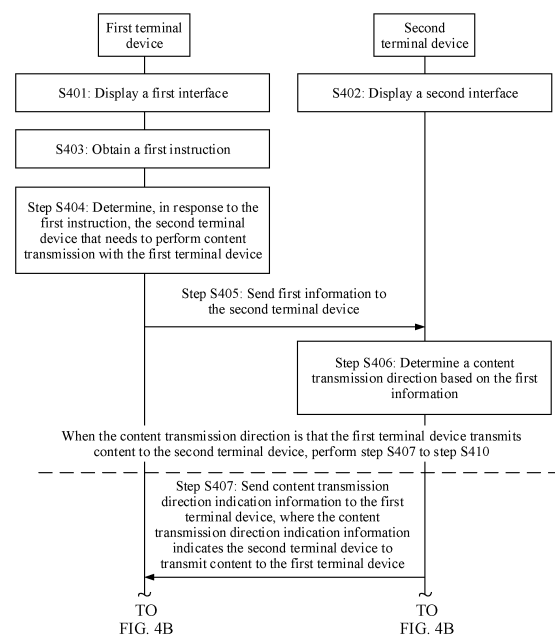 First terminal
device
Second
terminal device
S401: Display a first interface
S402: Display a second interface
S403: Obtain a first instruction
Step S404: Determine, in response to the
first instruction, the second terminal
device that needs to perform content
transmission with the first terminal device
Step S405: Send first information to
the second terminal device
Step S406: Determine a content
transmission direction based on the first
information
When the content transmission direction is that the first terminal device transmits
content to the second terminal device, perform step S407 to step S410
Step S407: Send content transmission
direction indication information to the first
terminal device, where the content
transmission direction indication information
indicates the second terminal device to
transmit content to the first terminal device
TO
FIG. 4B
TO
FIG. 4B